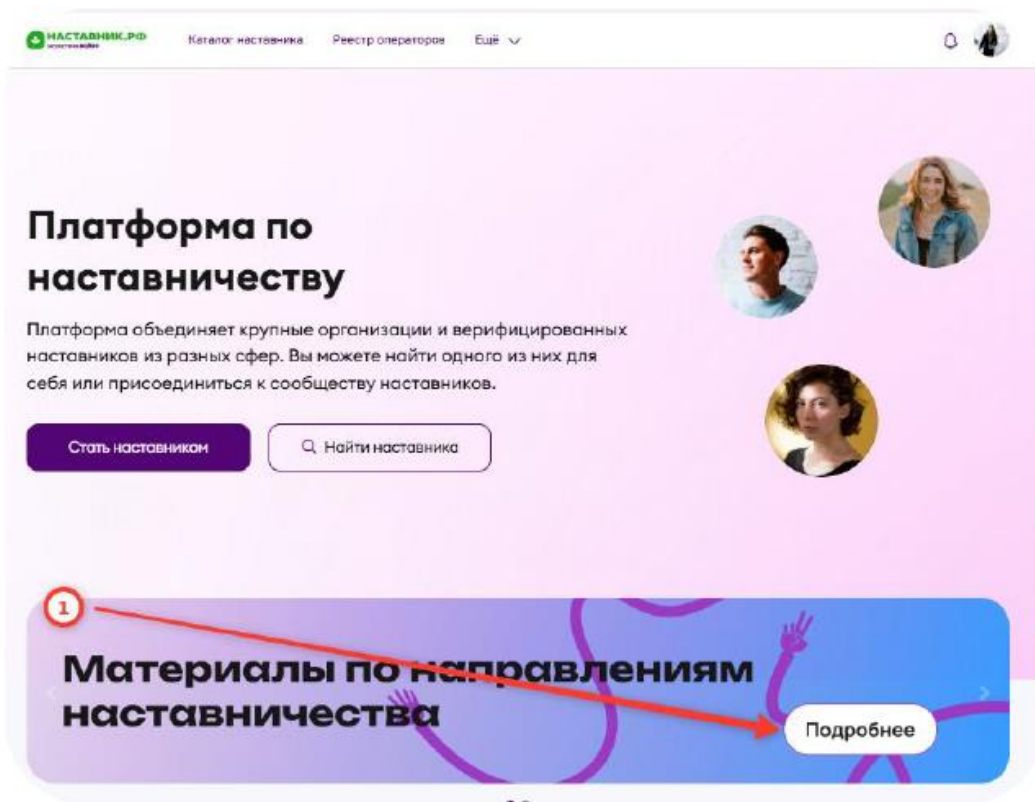 НАСТАВНИК.РФ
Каталог наставника Реестр операторов Ещё
Платформа по
наставничеству
Платформа объединяет крупные организации и верифицированных
наставников из разных сфер. Вы можете найти одного из них для
себя или присоединиться к сообществу наставников.
Стать наставником Найти наставника
1
Материалы по направлениям
наставничества
Подробнее